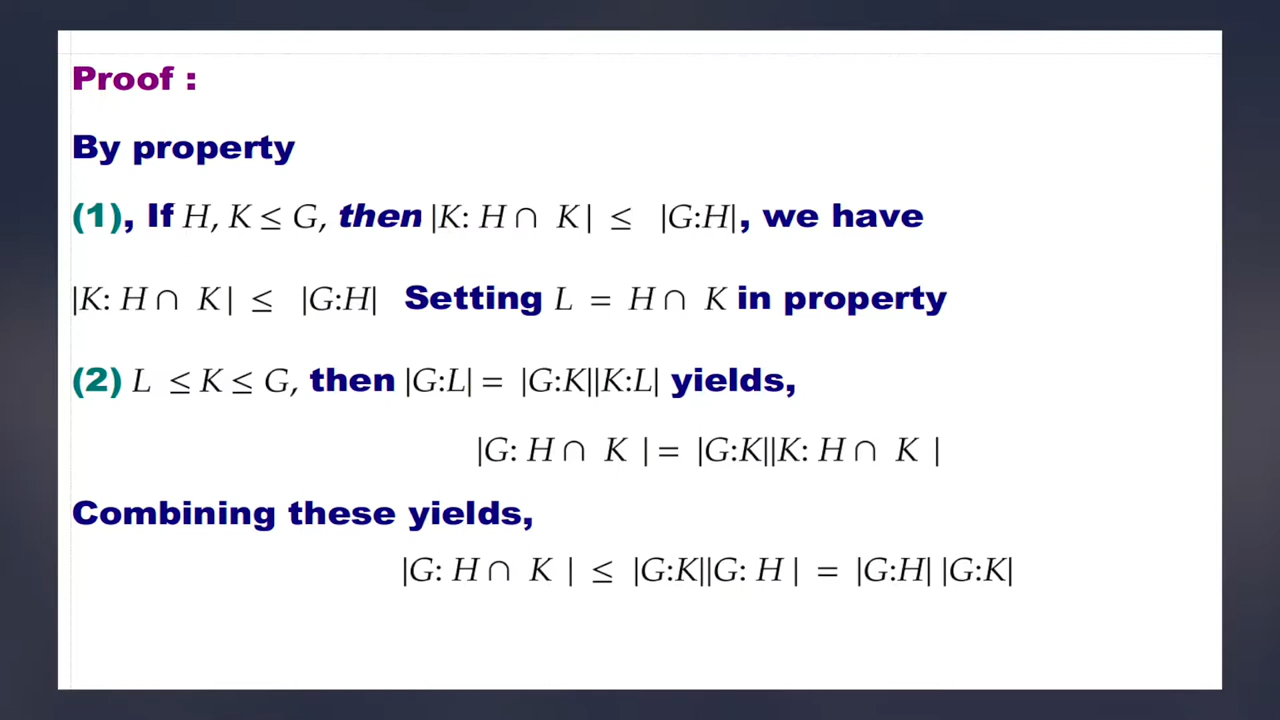 Proof :
By property
(1), If H, K ≤ G, then |K: H ∩ K| ≤ |G:H|, we have
|K: H ∩ K| ≤ |G:H| Setting L = H ∩ K in property
(2) L ≤ K ≤ G, then |G:L| = |G:K||K:L| yields,
|G: H ∩ K | = |G:K||K: H ∩ K |
Combining these yields,
|G: H ∩ K | ≤ |G:K||G: H | = |G:H| |G:K|